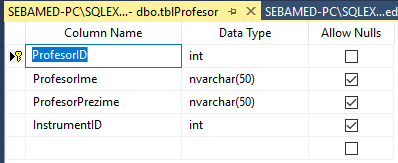 SEBAMED-PC\SQLEX...- dbo.tblProfesor SEBAMED-PC\SQLEX...ed
Column Name Data Type Allow Nulls
ProfesorID int
ProfesorIme nvarchar(50)
ProfesorPrezime nvarchar(50)
InstrumentID int